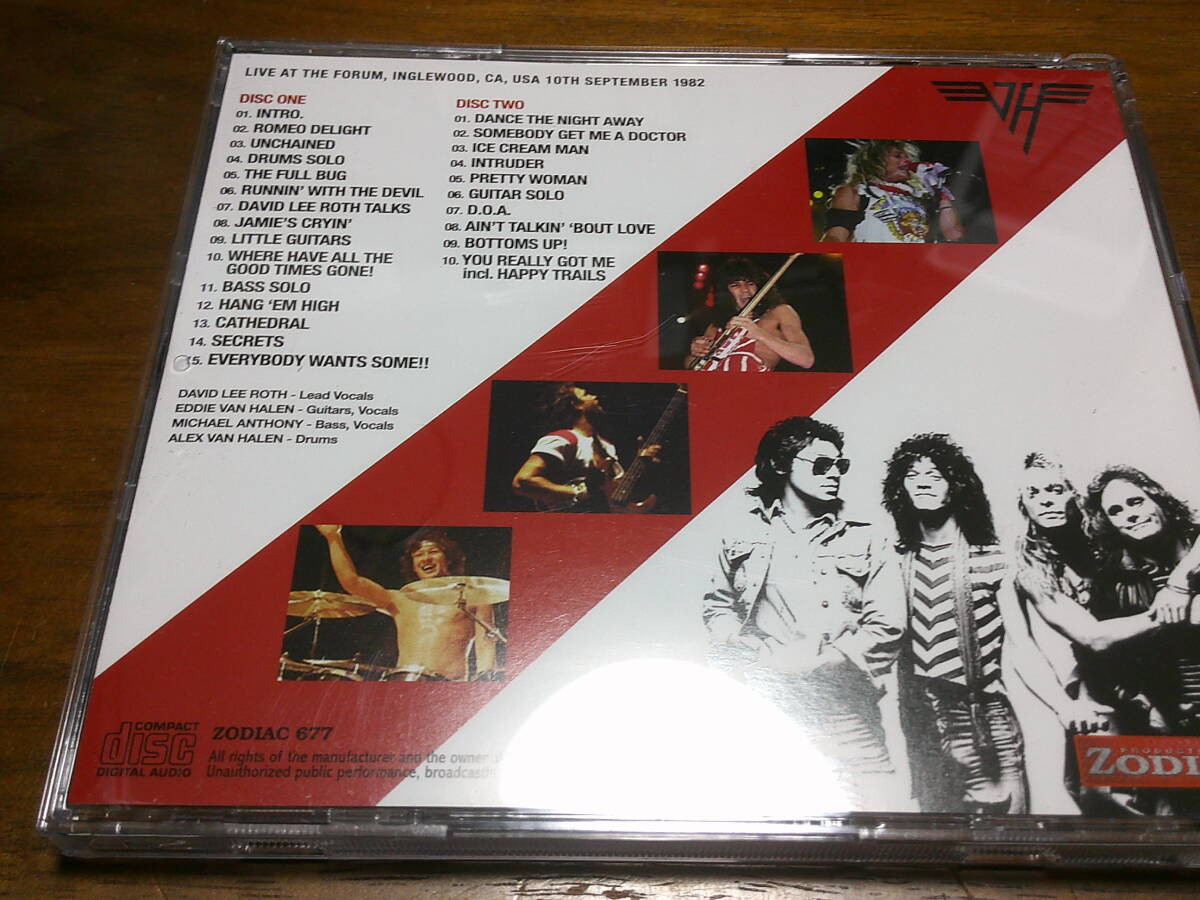 LIVE AT THE FORUM, INGLEWOOD, CA, USA 10TH SEPTEMBER 1982
DISC ONE
01. INTRO.
02. ROMEO DELIGHT
03. UNCHAINED
04. DRUMS SOLO
05. THE FULL BUG
06. RUNNIN' WITH THE DEVIL
07. DAVID LEE ROTH TALKS
08. JAMIE'S CRYIN'
09. LITTLE GUITARS
10. WHERE HAVE ALL THE
GOOD TIMES GONE!
11. BASS SOLO
12. HANG 'EM HIGH
13. CATHEDRAL
14. SECRETS
15. EVERYBODY WANTS SOME!!
DISC TWO
01. DANCE THE NIGHT AWAY
02. SOMEBODY GET ME A DOCTOR
03. ICE CREAM MAN
04. INTRUDER
05. PRETTY WOMAN
06. GUITAR SOLO
07. D.O.A.
08. AIN'T TALKIN' 'BOUT LOVE
09. BOTTOMS UP!
10. YOU REALLY GOT ME
incl. HAPPY TRAILS
DAVID LEE ROTH - Lead Vocals
EDDIE VAN HALEN - Guitars, Vocals
MICHAEL ANTHONY - Bass, Vocals
ALEX VAN HALEN - Drums
VH
COMPACT
disc
DIGITAL AUDIO
ZODIAC 677
All rights of the manufacturer and the owner
Unauthorized public performance,
ZODI